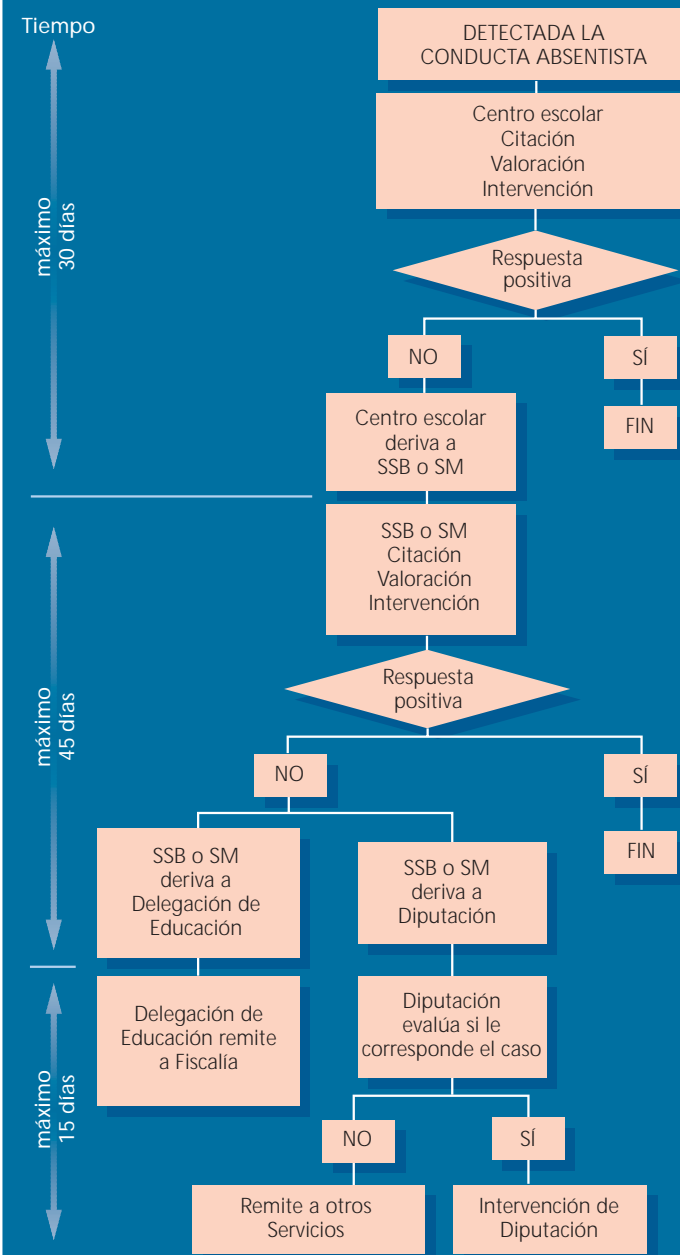 Tiempo
DETECTADA LA
CONDUCTA ABSENTISTA
Centro escolar
Citación
Valoración
Intervención
máximo
30 días
Respuesta
positiva
NO
SÍ
Centro escolar
deriva a
SSB o SM
FIN
SSB o SM
Citación
Valoración
Intervención
máximo
45 días
Respuesta
positiva
NO
SÍ
SSB o SM
deriva a
Delegación de
Educación
SSB o SM
deriva a
Diputación
FIN
máximo
15 días
Delegación de
Educación remite
a Fiscalía
Diputación
evalúa si le
corresponde el caso
NO
SÍ
Remite a otros
Servicios
Intervención de
Diputación